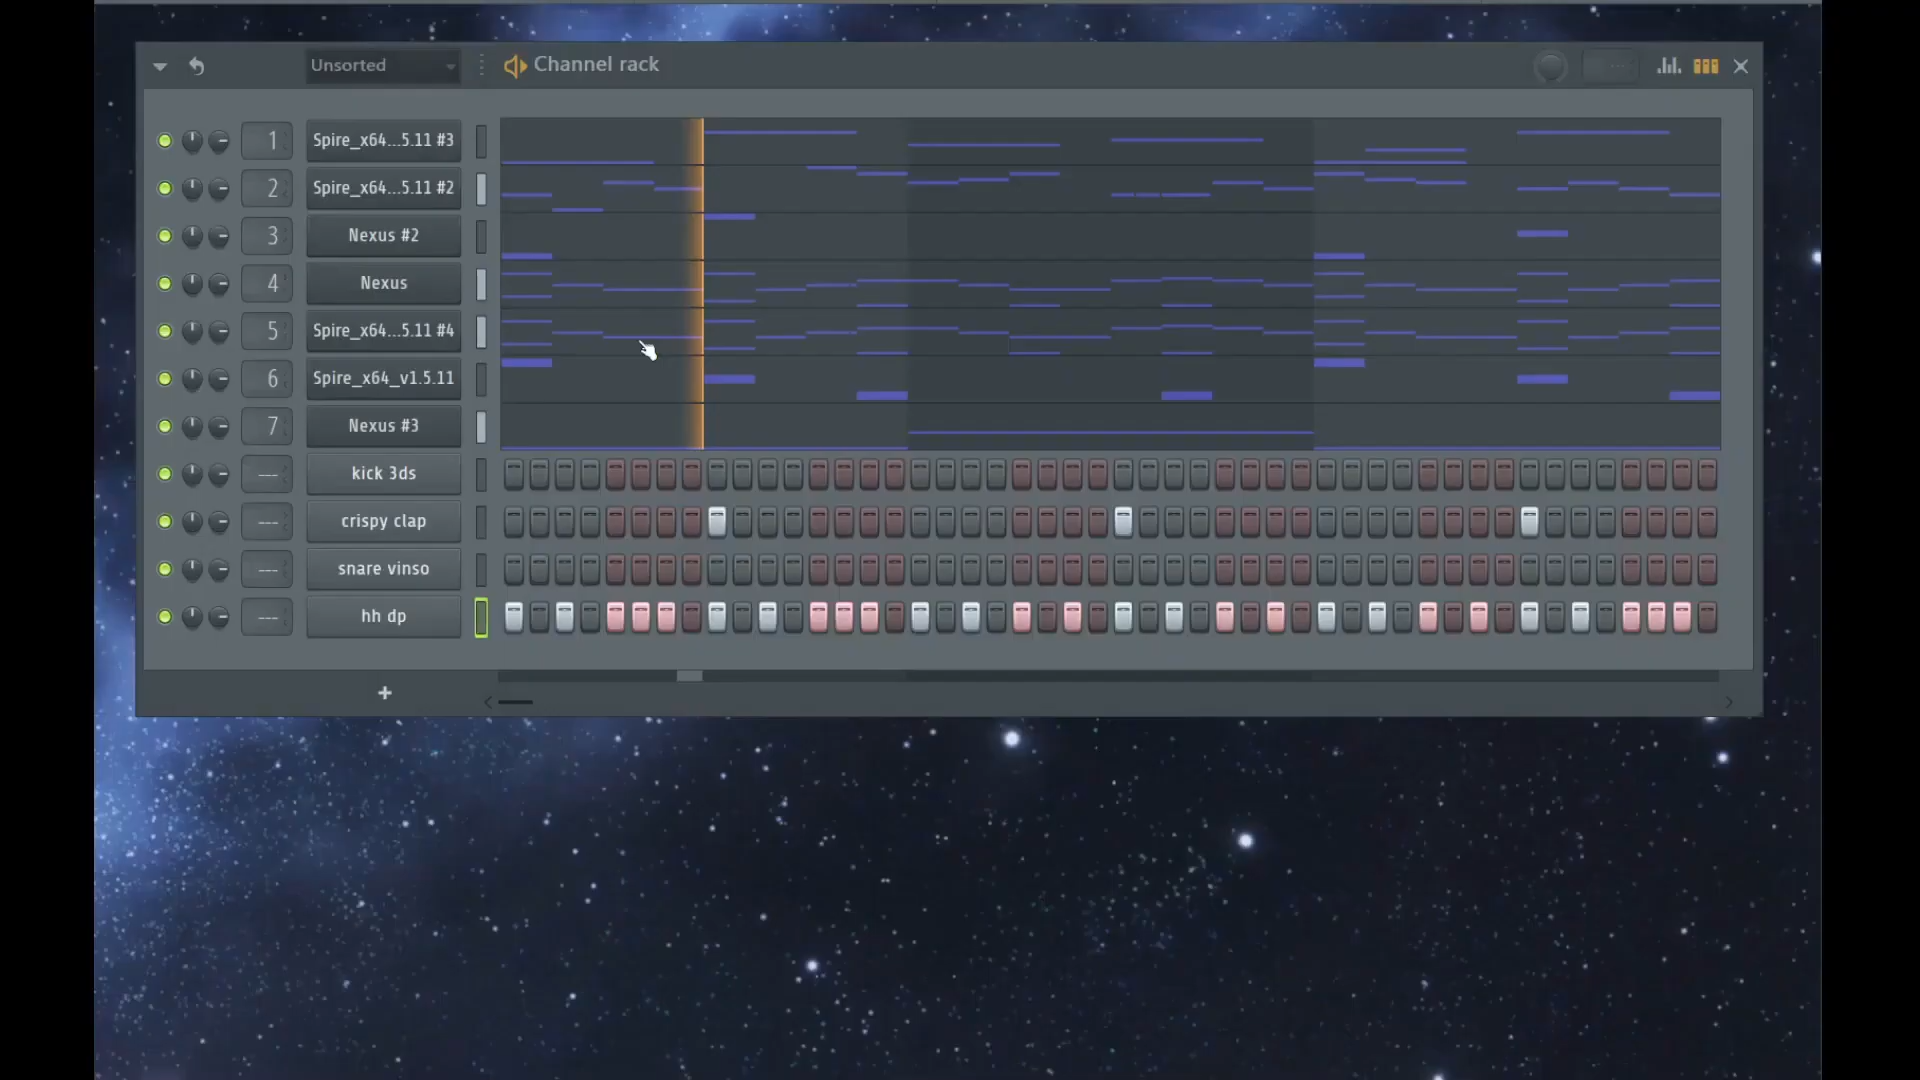 Unsorted
Channel rack
1 Spire_x64...5.11 #3
2 Spire_x64...5.11 #2
3 Nexus #2
4 Nexus
5 Spire_x64...5.11 #4
6 Spire_x64_v1.5.11
7 Nexus #3
--- kick 3ds
--- crispy clap
--- snare vinso
--- hh dp
+